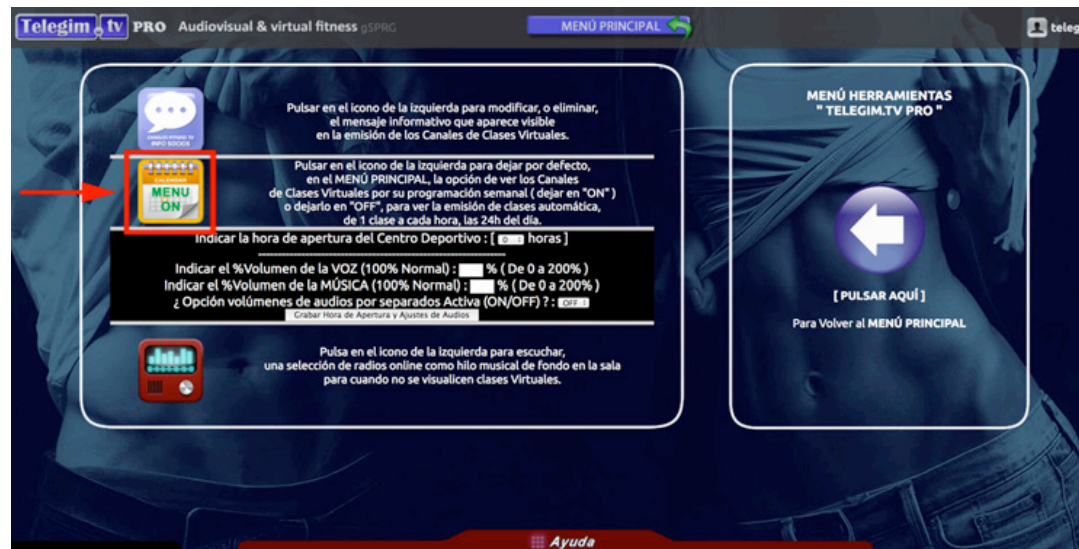 Telegim.tv PRO Audiovisual & virtual fitness gSPRG
MENÚ PRINCIPAL
teleg
CANALES FITNESS TV
INFO SOCIOS
Pulsar en el icono de la izquierda para modificar, o eliminar,
el mensaje informativo que aparece visible
en la emisión de los Canales de Clases Virtuales.
CALENDAR
MENU
ON
Pulsar en el icono de la izquierda para dejar por defecto,
en el MENÚ PRINCIPAL, la opción de ver los Canales
de Clases Virtuales por su programación semanal ( dejar en "ON" )
o dejarlo en "OFF", para ver la emisión de clases automática,
de 1 clase a cada hora, las 24h del día.
Indicar la hora de apertura del Centro Deportivo : [ 0 horas ]
Indicar el %Volumen de la VOZ (100% Normal) : % ( De 0 a 200% )
Indicar el %Volumen de la MÚSICA (100% Normal) : % ( De 0 a 200% )
¿ Opción volúmenes de audios por separados Activa (ON/OFF) ? : OFF
Grabar Hora de Apertura y Ajustes de Audios
Pulsa en el icono de la izquierda para escuchar,
una selección de radios online como hilo musical de fondo en la sala
para cuando no se visualicen clases Virtuales.
MENÚ HERRAMIENTAS
" TELEGIM.TV PRO "
[ PULSAR AQUÍ ]
Para Volver al MENÚ PRINCIPAL
Ayuda